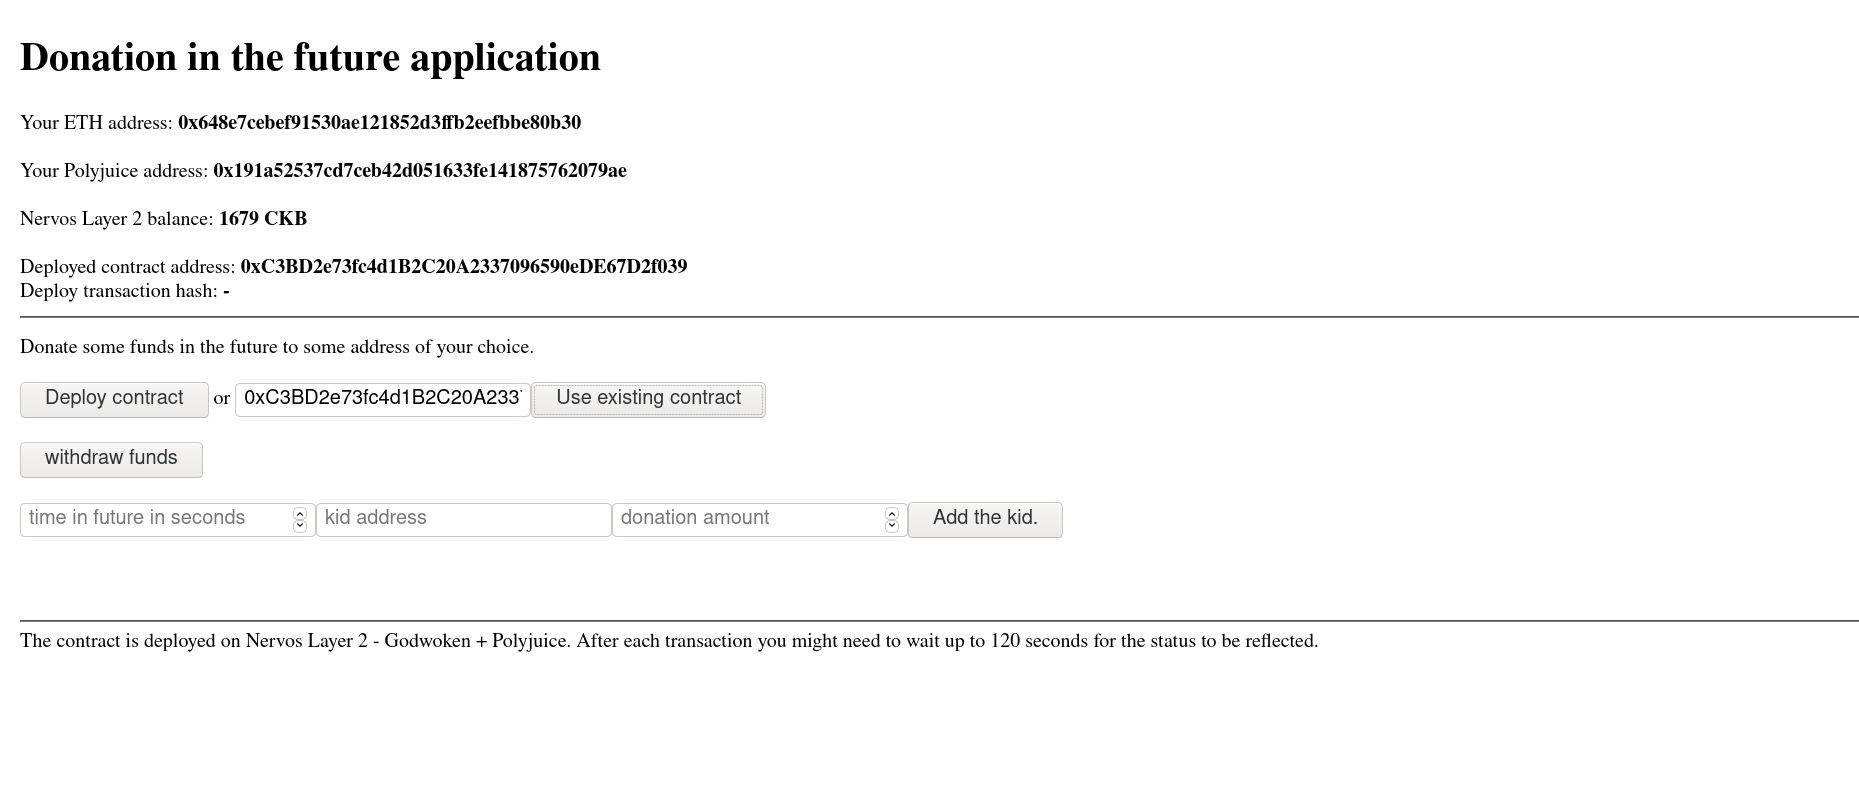 Donation in the future application
Your ETH address: 0x648e7cebef91530ae121852d3ffb2eefbbe80b30
Your Polyjuice address: 0x191a52537cd7ceb42d051633fe141875762079ae
Nervos Layer 2 balance: 1679 CKB
Deployed contract address: 0xC3BD2e73fc4d1B2C20A2337096590eDE67D2f039
Deploy transaction hash: -
Donate some funds in the future to some address of your choice.
Deploy contract or 0xC3BD2e73fc4d1B2C20A233 Use existing contract
withdraw funds
time in future in seconds kid address donation amount Add the kid.
The contract is deployed on Nervos Layer 2 - Godwoken + Polyjuice. After each transaction you might need to wait up to 120 seconds for the status to be reflected.